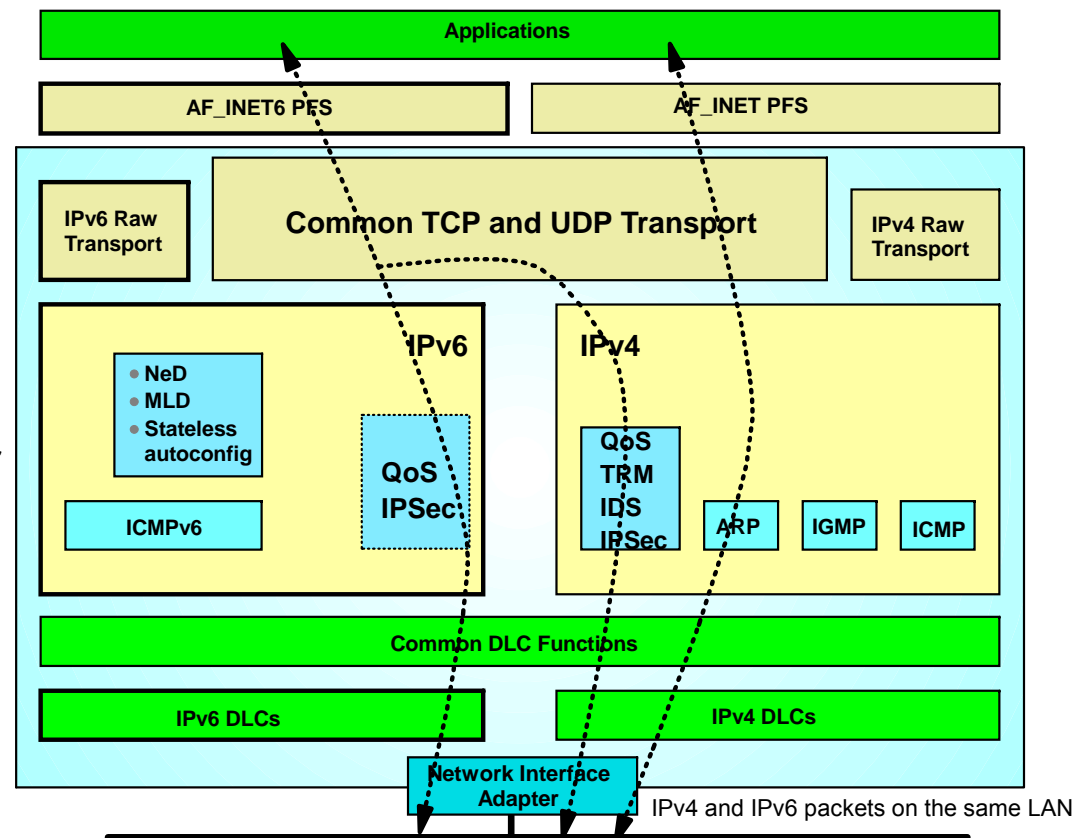 Applications
AF_INET6 PFS
AF_INET PFS
IPv6 Raw
Transport
Common TCP and UDP Transport
IPv4 Raw
Transport
IPv6
NeD
MLD
Stateless
autoconfig
QoS
IPSec
ICMPv6
IPv4
QoS
TRM
IDS
IPSec
ARP
IGMP
ICMP
Common DLC Functions
IPv6 DLCs
IPv4 DLCs
Network Interface
Adapter
IPv4 and IPv6 packets on the same LAN